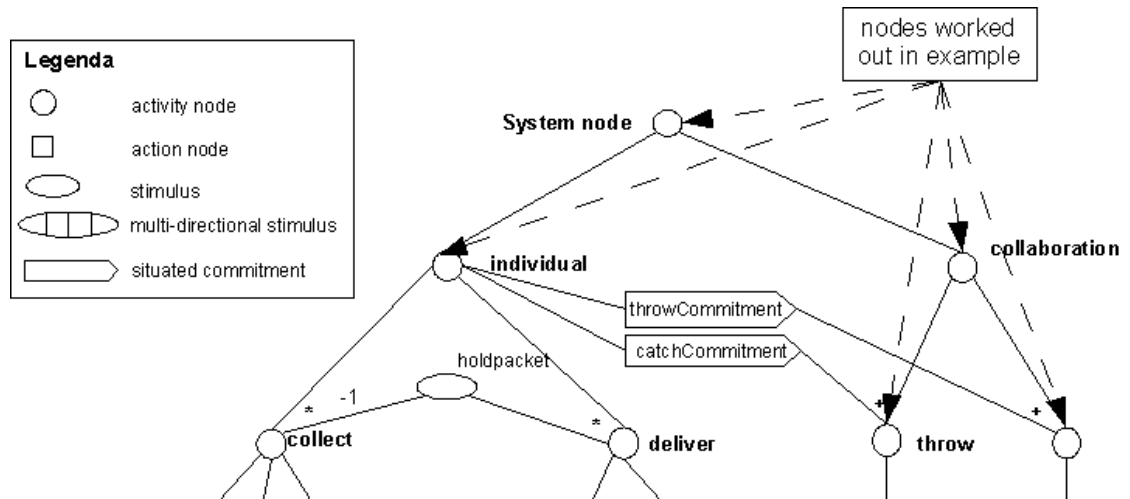 nodes worked
out in example
Legenda
activity node
action node
stimulus
multi-directional stimulus
situated commitment
System node
individual
collaboration
throwCommitment
catchCommitment
holdpacket
* -1
*
+
+
collect
deliver
throw